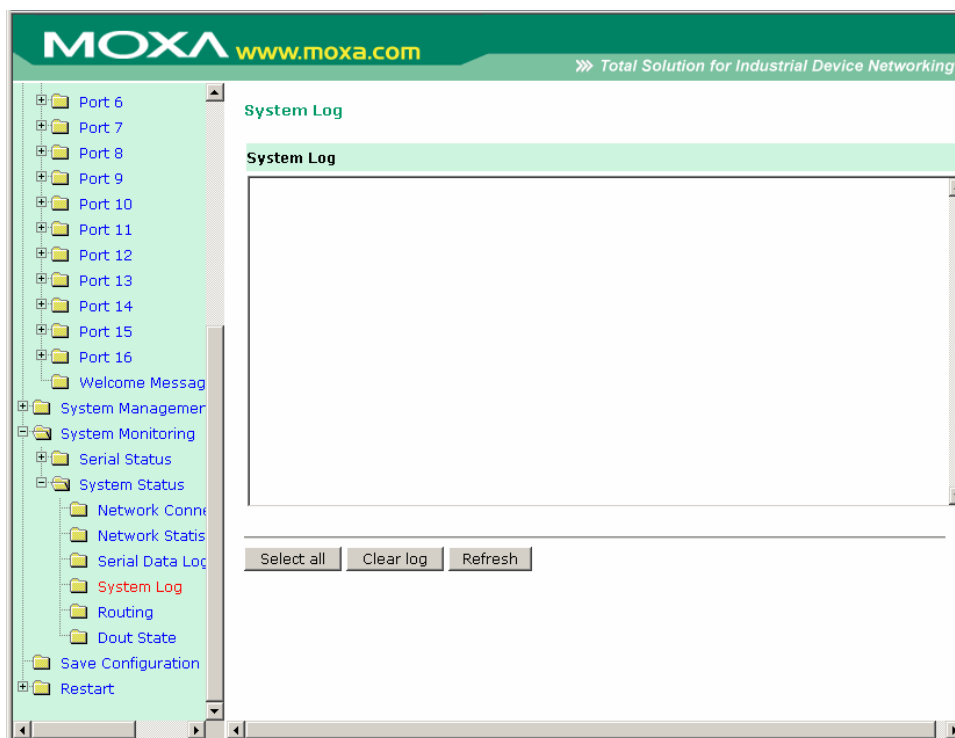 MOXA www.moxa.com
Total Solution for Industrial Device Networking
Port 6
Port 7
Port 8
Port 9
Port 10
Port 11
Port 12
Port 13
Port 14
Port 15
Port 16
Welcome Messag
System Managemer
System Monitoring
Serial Status
System Status
Network Conne
Network Statis
Serial Data Log
System Log
Routing
Dout State
Save Configuration
Restart
System Log
System Log
Select all
Clear log
Refresh